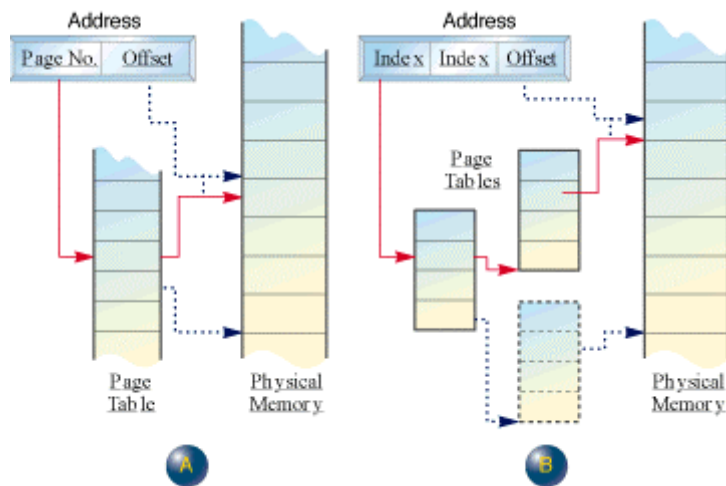 Address
Page No. Offset
Page
Table
Physical
Memory
A
Address
Index Index Offset
Page
Tables
Physical
Memory
B